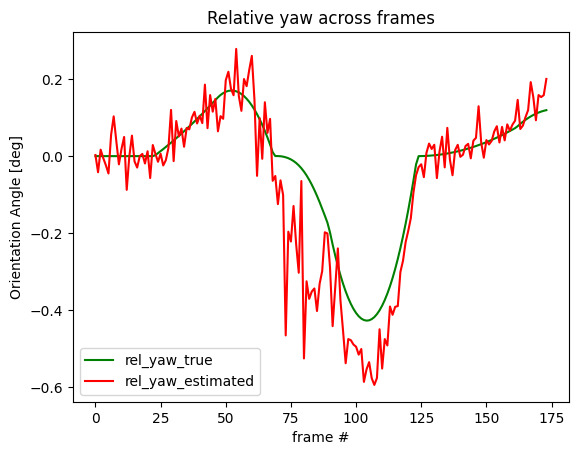 Relative yaw across frames
Orientation Angle [deg]
0.2
0.0
−0.2
−0.4
−0.6
rel_yaw_true
rel_yaw_estimated
0 25 50 75 100 125 150 175
frame #